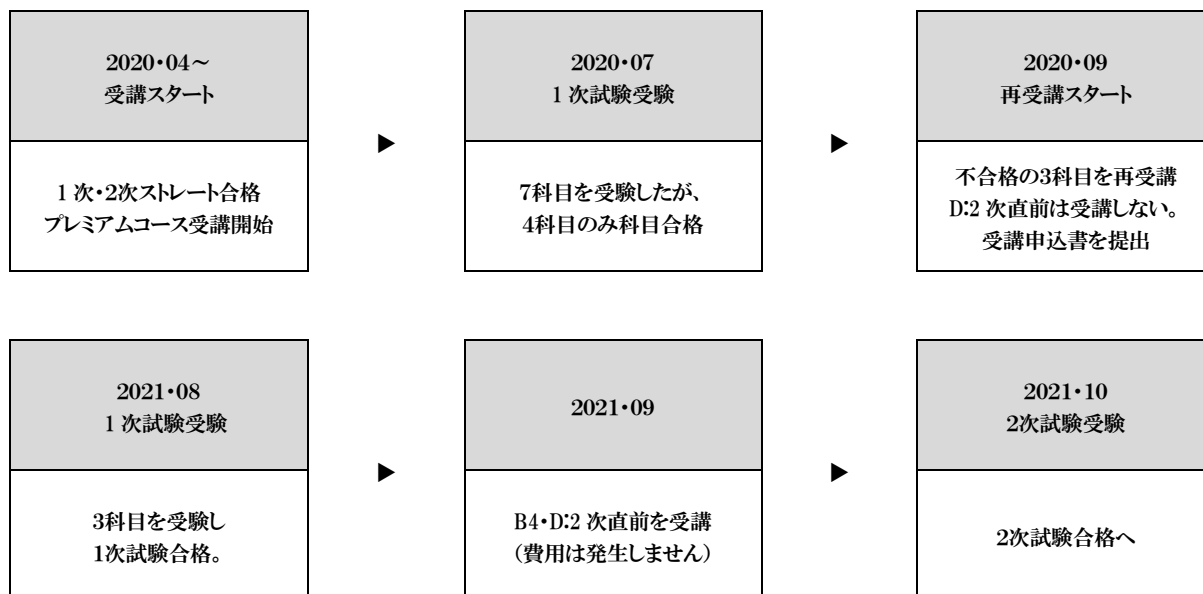 2020・04～
受講スタート
1次・2次ストレート合格
プレミアムコース受講開始
▶
2020・07
1次試験受験
7科目を受験したが、
4科目のみ科目合格
▶
2020・09
再受講スタート
不合格の3科目を再受講
D:2次直前は受講しない。
受講申込書を提出
2021・08
1次試験受験
3科目を受験し
1次試験合格。
▶
2021・09
B4・D:2次直前を受講
（費用は発生しません）
▶
2021・10
2次試験受験
2次試験合格へ